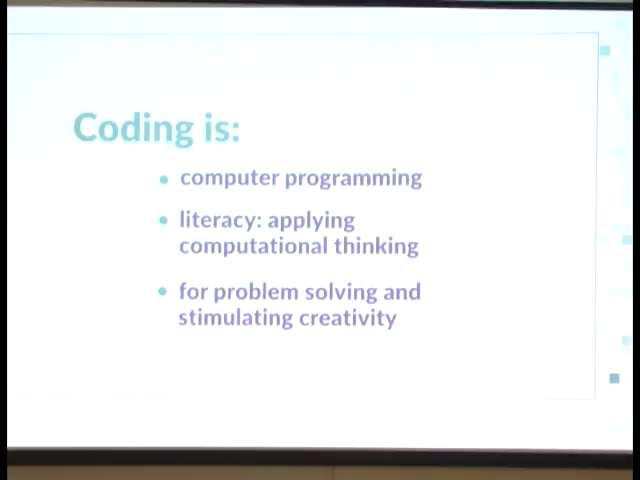 Coding is:
• computer programming
• literacy: applying
computational thinking
• for problem solving and
stimulating creativity